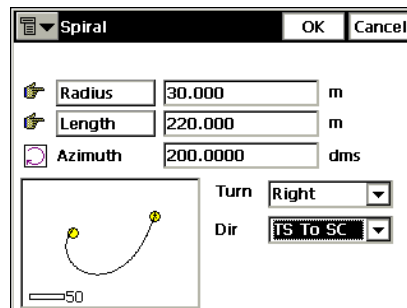 Spiral OK Cancel
Radius 30.000 m
Length 220.000 m
Azimuth 200.0000 dms
Turn Right
Dir TS To SC
50